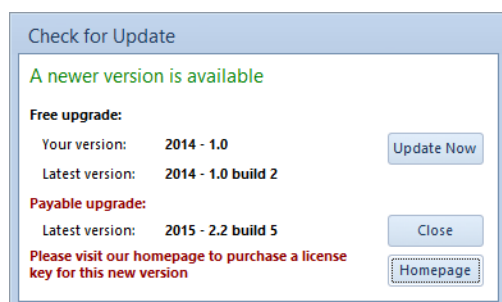 Check for Update
A newer version is available
Free upgrade:
Your version: 2014 - 1.0
Update Now
Latest version: 2014 - 1.0 build 2
Payable upgrade:
Latest version: 2015 - 2.2 build 5
Close
Please visit our homepage to purchase a license
key for this new version
Homepage